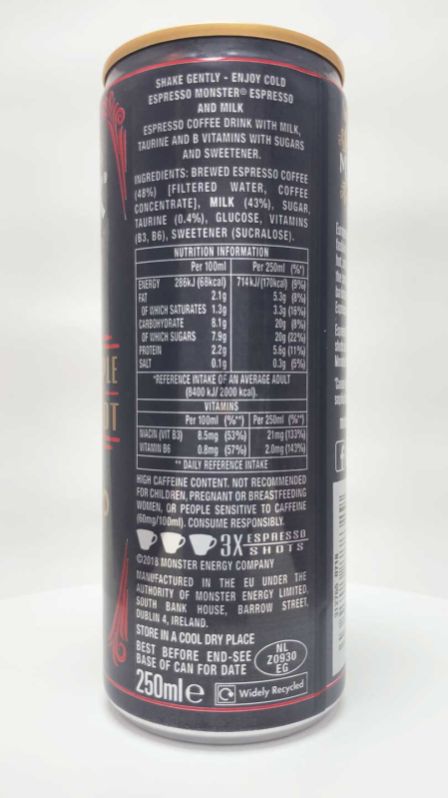 SHAKE GENTLY - ENJOY COLD
ESPRESSO MONSTER® ESPRESSO
AND MILK
ESPRESSO COFFEE DRINK WITH MILK,
TAURINE AND B VITAMINS WITH SUGARS
AND SWEETENER.
INGREDIENTS: BREWED ESPRESSO COFFEE
(48%) [FILTERED WATER, COFFEE
CONCENTRATE], MILK (43%), SUGAR,
TAURINE (0.4%), GLUCOSE, VITAMINS
(B3, B6), SWEETENER (SUCRALOSE).
NUTRITION INFORMATION
Per 100ml Per 250ml (%*)
ENERGY 286kJ (68kcal) 714kJ/(170kcal) (9%)
FAT 2.1g 5.3g (8%)
OF WHICH SATURATES 1.3g 3.3g (16%)
CARBOHYDRATE 8.1g 20g (8%)
OF WHICH SUGARS 7.9g 20g (22%)
PROTEIN 2.2g 5.6g (11%)
SALT 0.1g 0.3g (5%)
*REFERENCE INTAKE OF AN AVERAGE ADULT
(8400 kJ/ 2000 kcal).
VITAMINS
Per 100ml (%**) Per 250ml (%**)
NIACIN (VIT B3) 8.5mg (53%) 21mg (133%)
VITAMIN B6 0.8mg (57%) 2.0mg (143%)
** DAILY REFERENCE INTAKE
HIGH CAFFEINE CONTENT. NOT RECOMMENDED
FOR CHILDREN, PREGNANT OR BREASTFEEDING
WOMEN, OR PEOPLE SENSITIVE TO CAFFEINE
(60mg/100ml). CONSUME RESPONSIBLY.
3X ESPRESSO
SHOTS
©2018 MONSTER ENERGY COMPANY
MANUFACTURED IN THE EU UNDER THE
AUTHORITY OF MONSTER ENERGY LIMITED,
SOUTH BANK HOUSE, BARROW STREET,
DUBLIN 4, IRELAND.
STORE IN A COOL DRY PLACE
BEST BEFORE END-SEE
BASE OF CAN FOR DATE
NL
Z0930
EG
250ml e
Widely Recycled